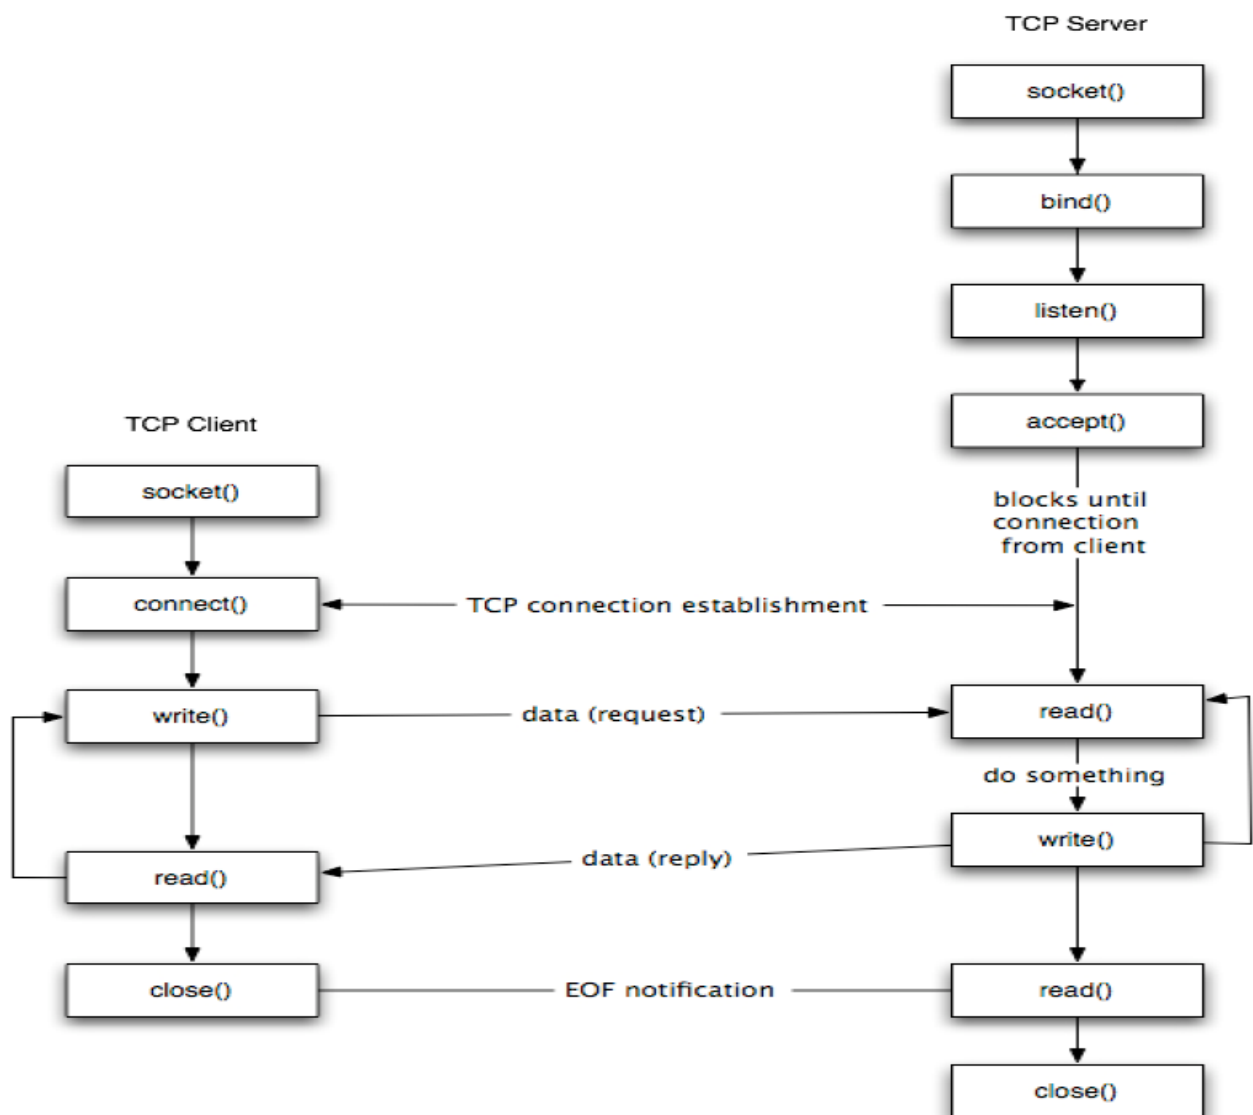 TCP Server
socket()
bind()
listen()
accept()
blocks until
connection
from client
TCP Client
socket()
connect()
TCP connection establishment
write()
data (request)
read()
do something
write()
data (reply)
read()
close()
EOF notification
read()
close()